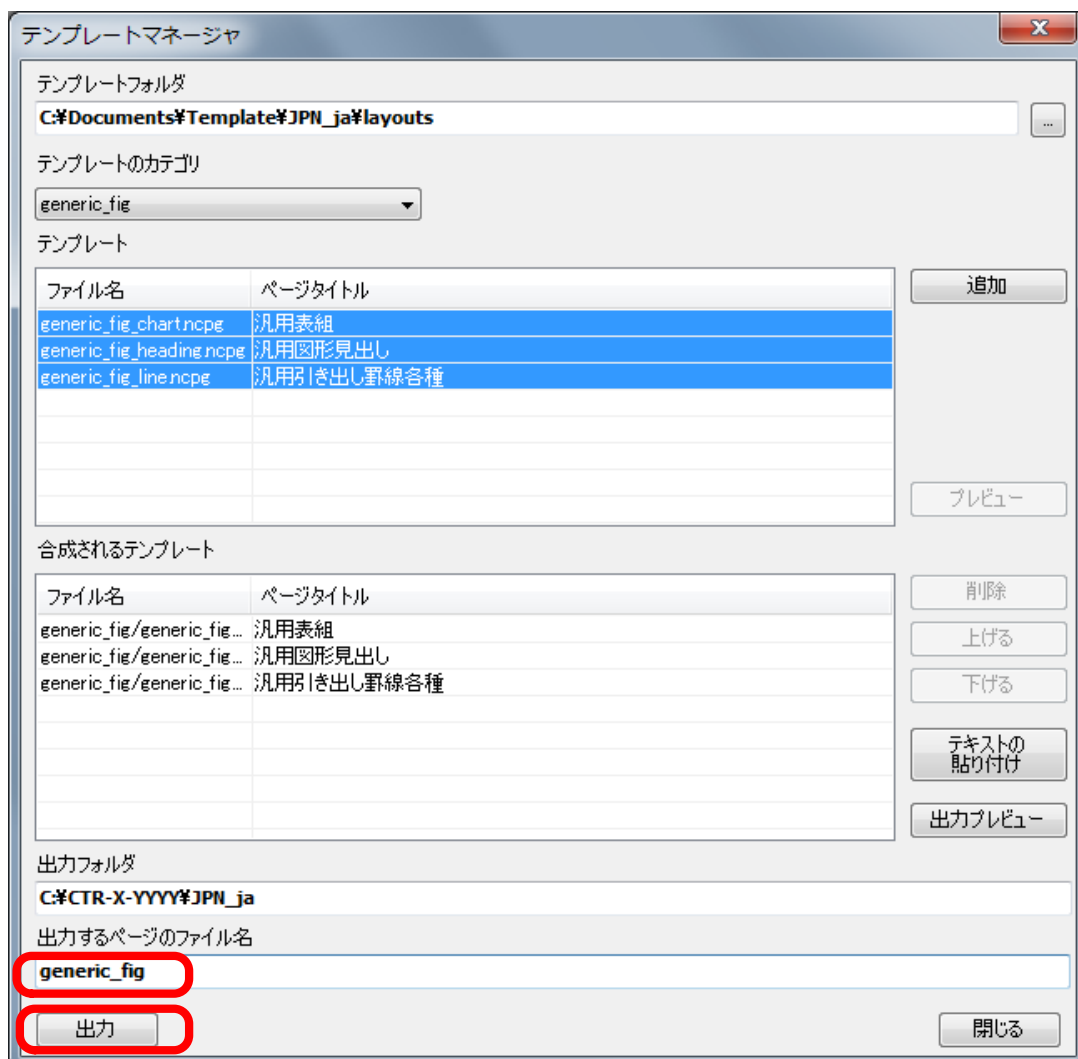 テンプレートマネージャ
テンプレートフォルダ
C:¥Documents¥Template¥JPN_ja¥layouts
...
テンプレートのカテゴリ
generic_fig
テンプレート
ファイル名 ページタイトル
追加
generic_fig_chart.ncpg 汎用表組
generic_fig_heading.ncpg 汎用図形見出し
generic_fig_line.ncpg 汎用引き出し罫線各種
プレビュー
合成されるテンプレート
ファイル名 ページタイトル
削除
generic_fig/generic_fig... 汎用表組
上げる
generic_fig/generic_fig... 汎用図形見出し
generic_fig/generic_fig... 汎用引き出し罫線各種
下げる
テキストの
貼り付け
出力プレビュー
出力フォルダ
C:¥CTR-X-YYYY¥JPN_ja
出力するページのファイル名
generic_fig
出力 閉じる